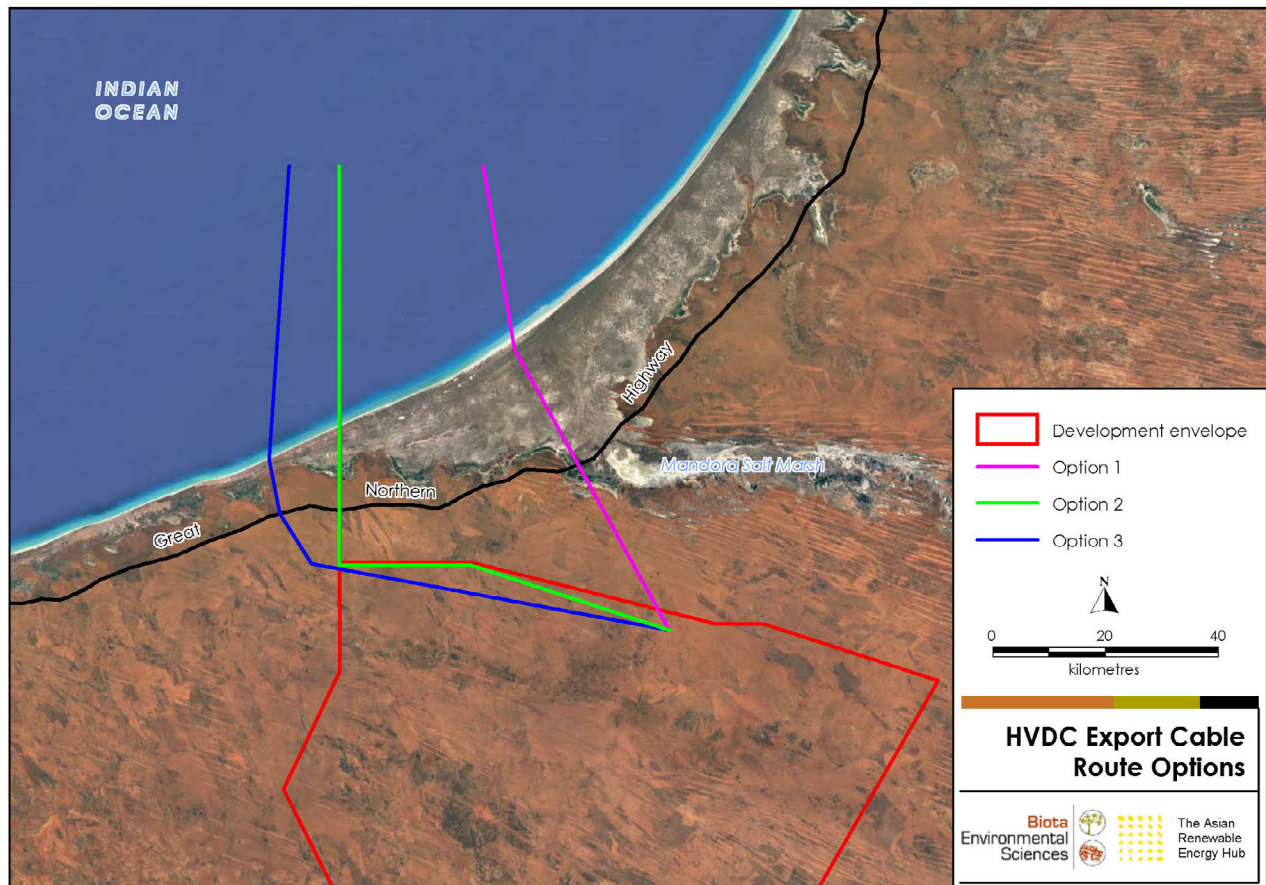 INDIAN
OCEAN
Highway
Mandora Salt Marsh
Northern
Great
Development envelope
Option 1
Option 2
Option 3
N
0 20 40
kilometres
HVDC Export Cable
Route Options
Biota
Environmental
Sciences
The Asian
Renewable
Energy Hub